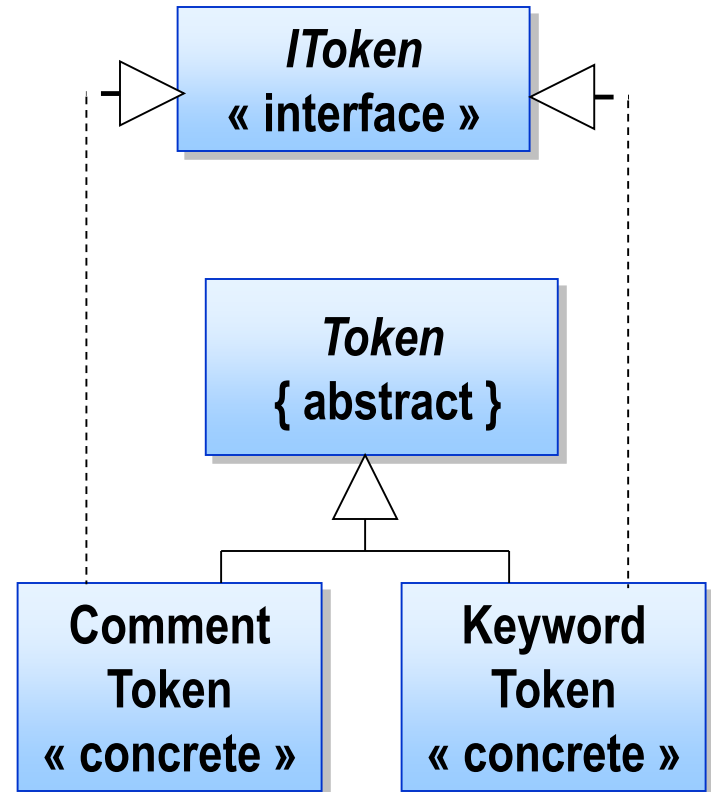 IToken
« interface »
Token
{ abstract }
Comment
Token
« concrete »
Keyword
Token
« concrete »